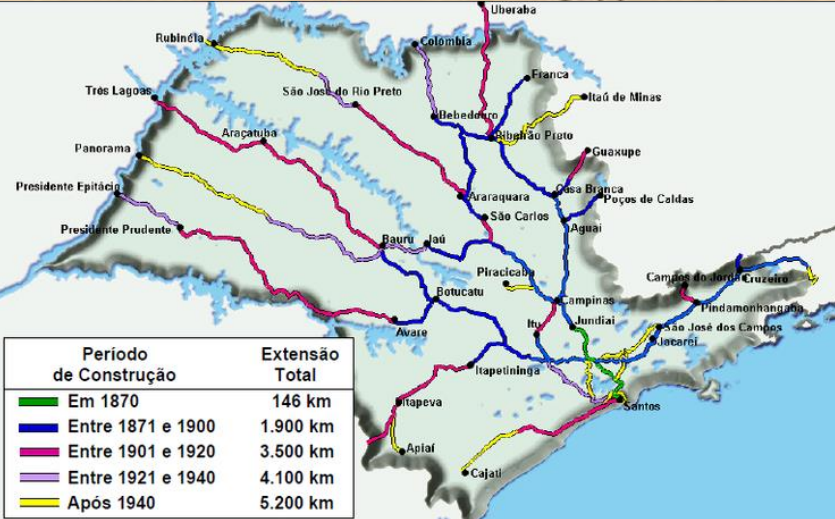 Uberaba
Rubinéia
Colômbia
Franca
Três Lagoas
São José do Rio Preto
Itaú de Minas
Bebedouro
Araçatuba
Ribeirão Preto
Panorama
Guaxupe
Presidente Epitácio
Araraquara
Casa Branca
Poços de Caldas
São Carlos
Aguai
Presidente Prudente
Bauru
Jaú
Piracicaba
Campos do Jordão
Cruzeiro
Botucatu
Campinas
Pindamonhangaba
Avare
Itu
Jundiaí
São José dos Campos
Jacareí
Itapetininga
Santos
Itapeva
Apiaí
Cajati
Período de Construção
Extensão Total
Em 1870 146 km
Entre 1871 e 1900 1.900 km
Entre 1901 e 1920 3.500 km
Entre 1921 e 1940 4.100 km
Após 1940 5.200 km